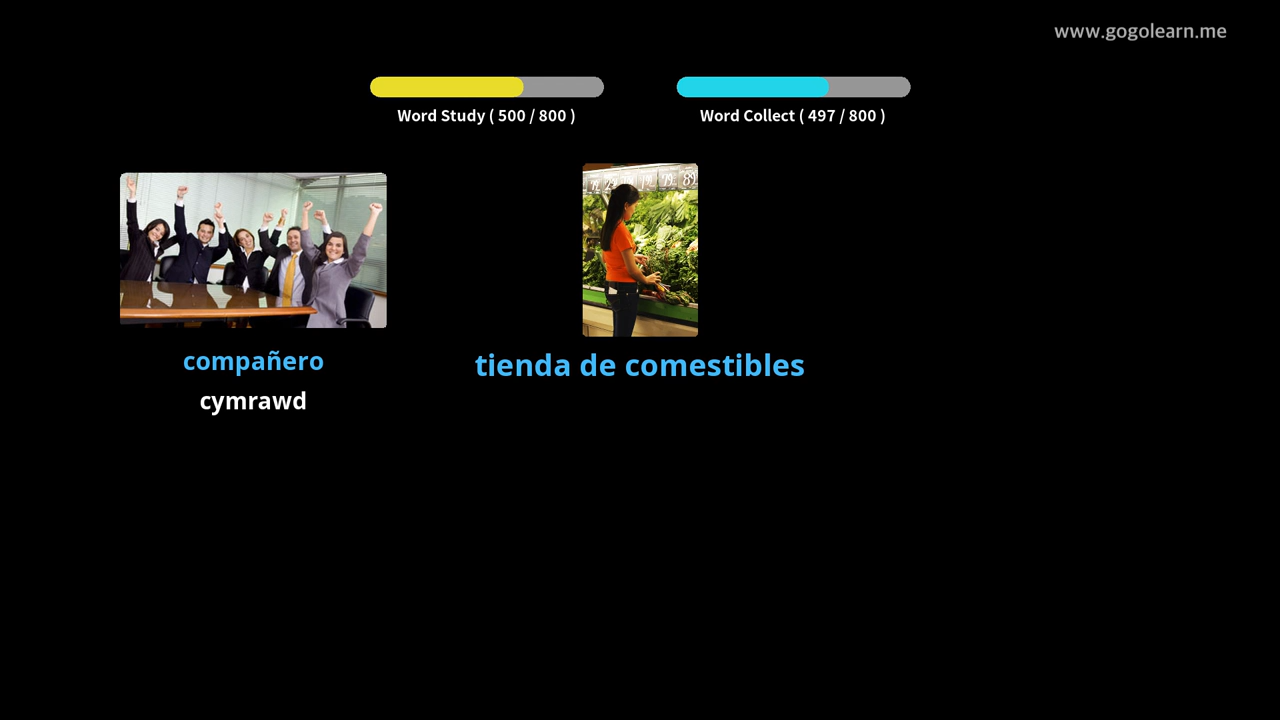 www.gogolearn.me
Word Study ( 500 / 800 )
Word Collect ( 497 / 800 )
compañero
cymrawd
tienda de comestibles